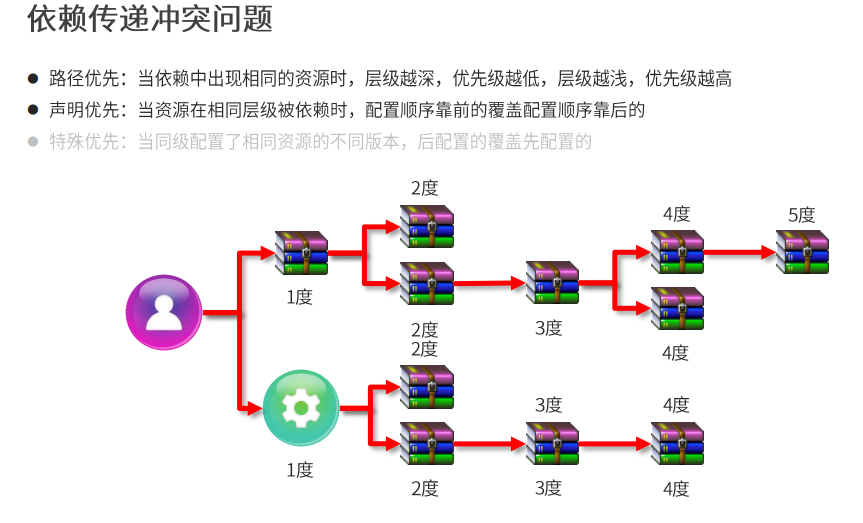 依赖传递冲突问题
● 路径优先：当依赖中出现相同的资源时，层级越深，优先级越低，层级越浅，优先级越高
● 声明优先：当资源在相同层级被依赖时，配置顺序靠前的覆盖配置顺序靠后的
● 特殊优先：当同级配置了相同资源的不同版本，后配置的覆盖先配置的
2度
4度
5度
1度
2度
3度
4度
2度
3度
4度
1度
2度
3度
4度